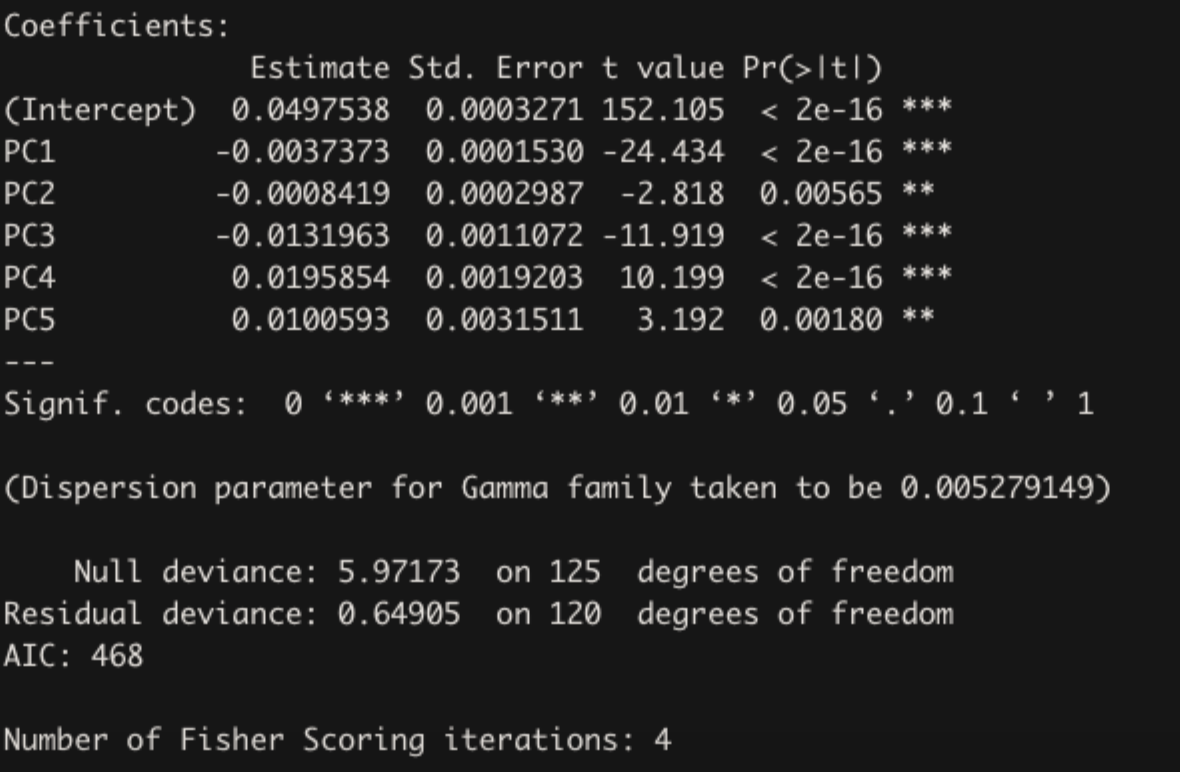 Coefficients:
              Estimate Std. Error t value Pr(>|t|)
(Intercept)  0.0497538  0.0003271 152.105  < 2e-16 ***
PC1         -0.0037373  0.0001530 -24.434  < 2e-16 ***
PC2         -0.0008419  0.0002987  -2.818  0.00565 **
PC3         -0.0131963  0.0011072 -11.919  < 2e-16 ***
PC4          0.0195854  0.0019203  10.199  < 2e-16 ***
PC5          0.0100593  0.0031511   3.192  0.00180 **
---
Signif. codes:  0 ‘***’ 0.001 ‘**’ 0.01 ‘*’ 0.05 ‘.’ 0.1 ‘ ’ 1

(Dispersion parameter for Gamma family taken to be 0.005279149)

    Null deviance: 5.97173  on 125  degrees of freedom
Residual deviance: 0.64905  on 120  degrees of freedom
AIC: 468

Number of Fisher Scoring iterations: 4